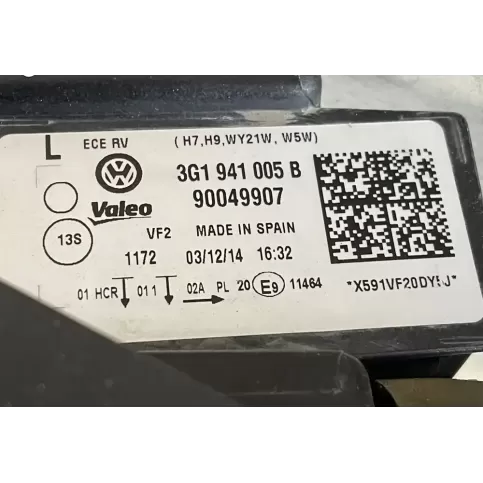 L ECE RV (H7,H9,WY21W, W5W)
3G1 941 005 B
Valeo 90049907
13S VF2 MADE IN SPAIN
1172 03/12/14 16:32
01 HCR 01 1 02A PL 20 E9 11464